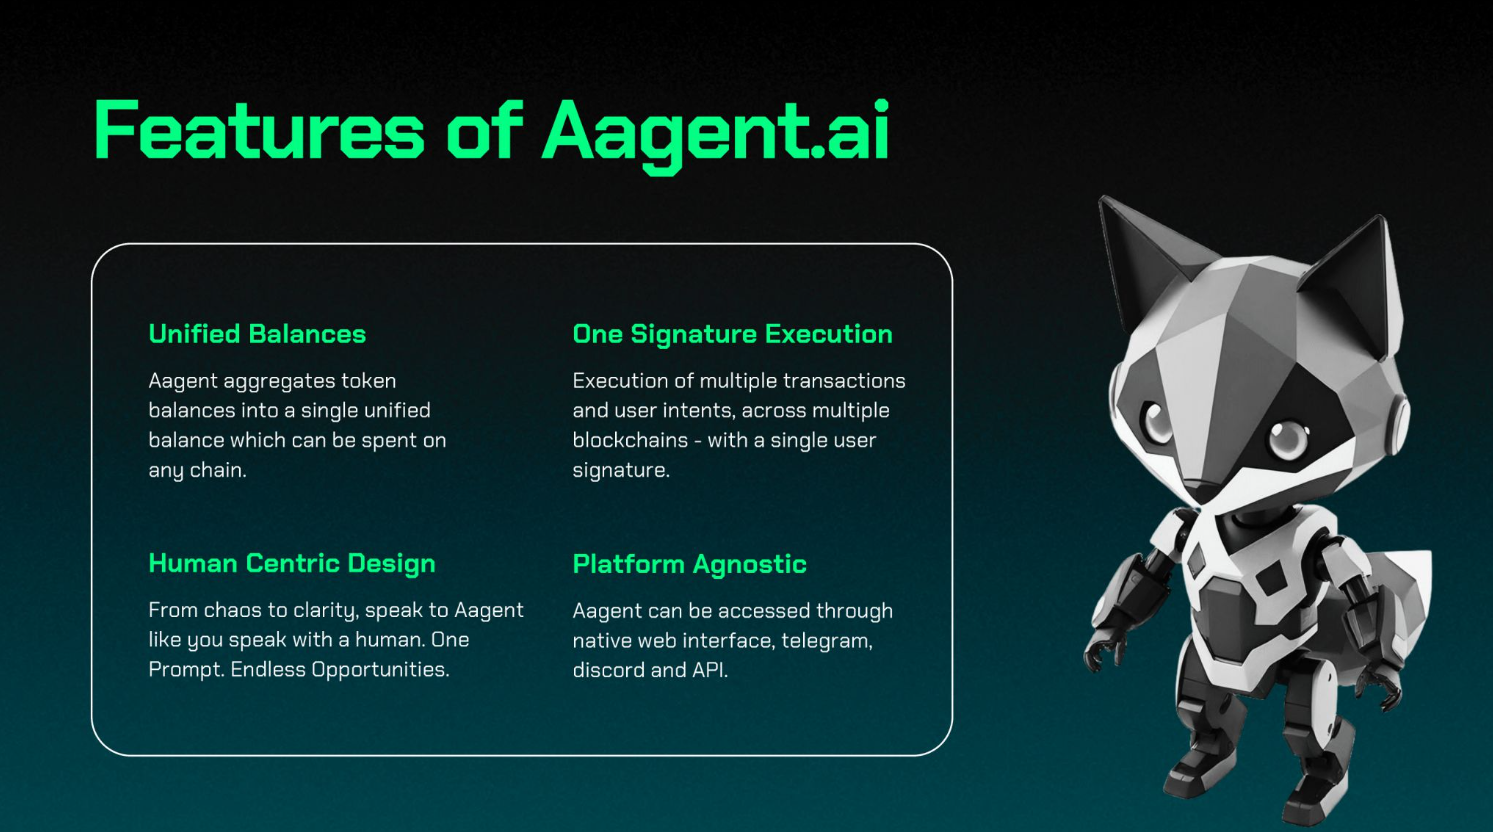 Features of Aagent.ai
Unified Balances
Aagent aggregates token
balances into a single unified
balance which can be spent on
any chain.
One Signature Execution
Execution of multiple transactions
and user intents, across multiple
blockchains - with a single user
signature.
Human Centric Design
From chaos to clarity, speak to Aagent
like you speak with a human. One
Prompt. Endless Opportunities.
Platform Agnostic
Aagent can be accessed through
native web interface, telegram,
discord and API.